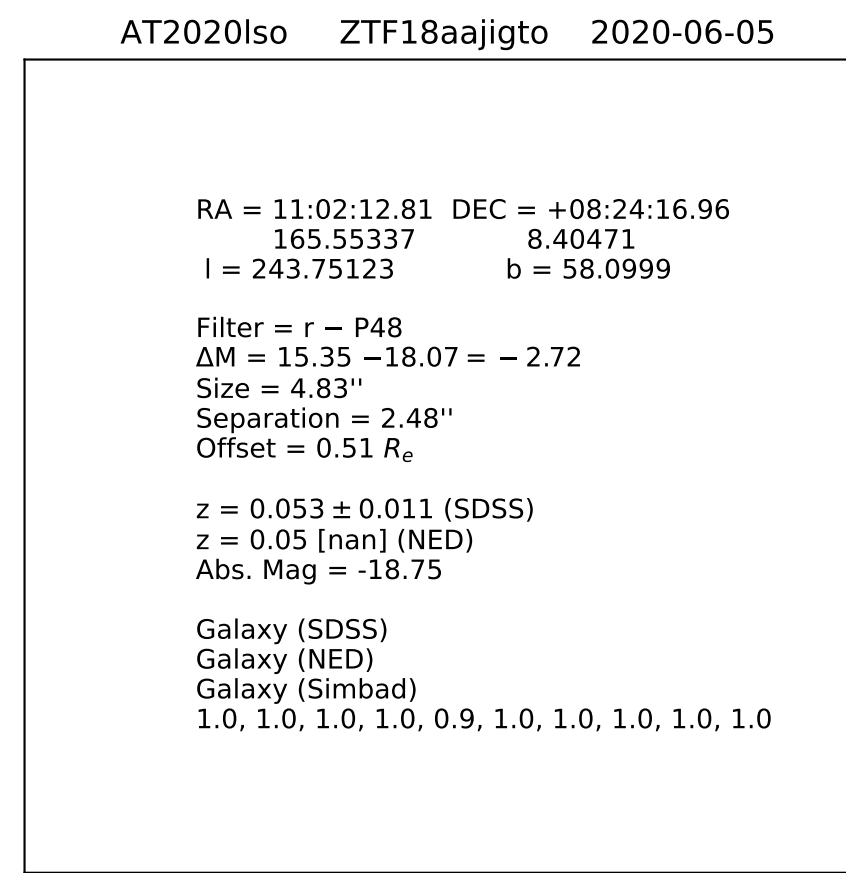 AT2020lso ZTF18aajigto 2020-06-05
RA = 11:02:12.81 DEC = +08:24:16.96
165.55337 8.40471
l = 243.75123 b = 58.0999
Filter = r − P48
ΔM = 15.35 −18.07 = − 2.72
Size = 4.83''
Separation = 2.48''
Offset = 0.51 Rₑ
z = 0.053 ± 0.011 (SDSS)
z = 0.05 [nan] (NED)
Abs. Mag = -18.75
Galaxy (SDSS)
Galaxy (NED)
Galaxy (Simbad)
1.0, 1.0, 1.0, 1.0, 0.9, 1.0, 1.0, 1.0, 1.0, 1.0